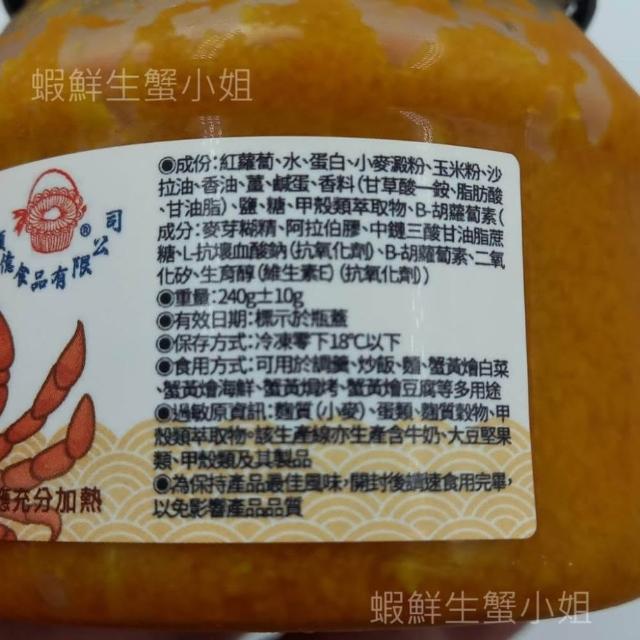 蝦鮮生蟹小姐
◉成份:紅蘿蔔、水、蛋白、小麥澱粉、玉米粉、沙
拉油、香油、薑、鹹蛋、香料(甘草酸一銨、脂肪酸
、甘油脂)、鹽、糖、甲殼類萃取物、B-胡蘿蔔素(
成分:麥芽糊精、阿拉伯膠、中鏈三酸甘油脂蔗
糖、L-抗壞血酸鈉(抗氧化劑)、B-胡蘿蔔素、二氧
化矽、生育醇(維生素E)(抗氧化劑))
◉重量:240g±10g
◉有效日期:標示於瓶蓋
◉保存方式:冷凍零下18℃以下
◉食用方式:可用於調羹、炒飯、麵、蟹黃燴白菜
、蟹黃燴海鮮、蟹黃焗烤、蟹黃燴豆腐等多用途
◉過敏原資訊:麩質(小麥)、蛋類、麩質穀物、甲
殼類萃取物。該生產線亦生產含牛奶、大豆堅果
類、甲殼類及其製品
◉為保持產品最佳風味,開封後請速食用完畢,
以免影響產品品質
®
億食品有限公司
應充分加熱
蝦鮮生蟹小姐